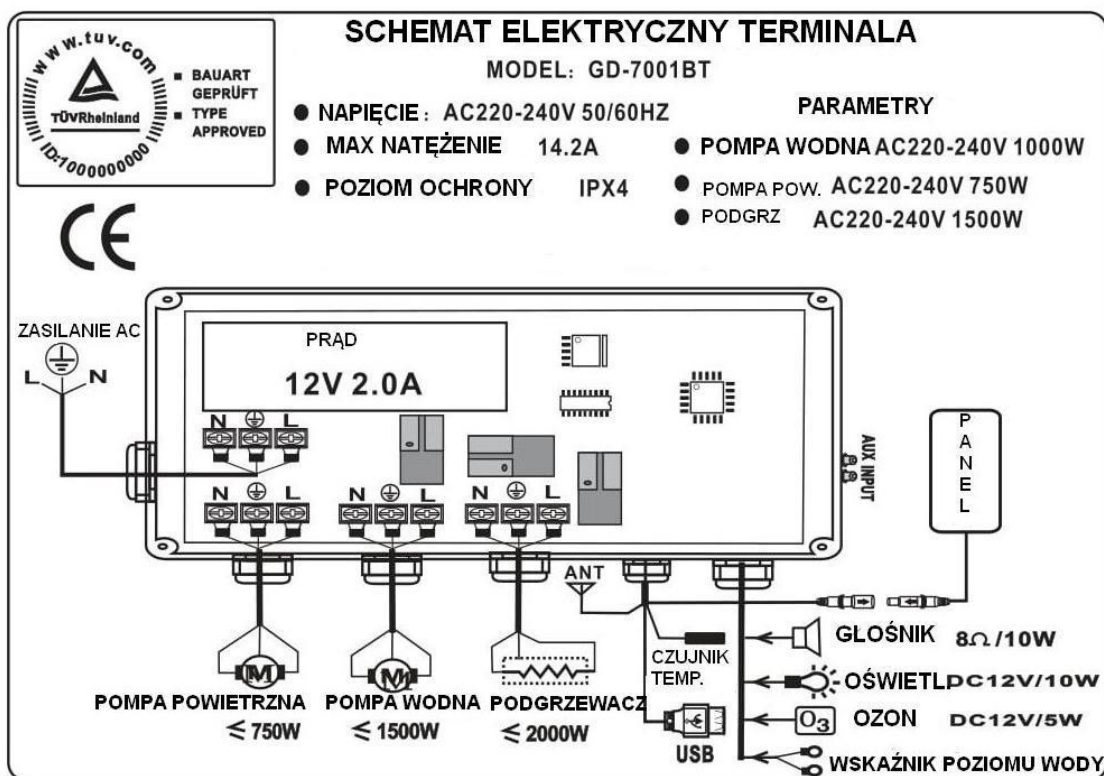 SCHEMAT ELEKTRYCZNY TERMINALA
MODEL: GD-7001BT
www.tuv.com
TÜVRheinland
ID:1000000000
■ BAUART
GEPRÜFT
■ TYPE
APPROVED
CE
● NAPIĘCIE : AC220-240V 50/60HZ
● MAX NATĘŻENIE 14.2A
● POZIOM OCHRONY IPX4
PARAMETRY
● POMPA WODNA AC220-240V 1000W
● POMPA POW. AC220-240V 750W
● PODGRZ AC220-240V 1500W
ZASILANIE AC
L N
PRĄD
12V 2.0A
N L
N L
N L
N L
AUX INPUT
PANEL
ANT
CZUJNIK
TEMP.
USB
GŁOŚNIK 8Ω/10W
OŚWIETL DC12V/10W
O3 OZON DC12V/5W
WSKAŹNIK POZIOMU WODY
M
M
POMPA POWIETRZNA
≤ 750W
POMPA WODNA
≤ 1500W
PODGRZEWACZ
≤ 2000W